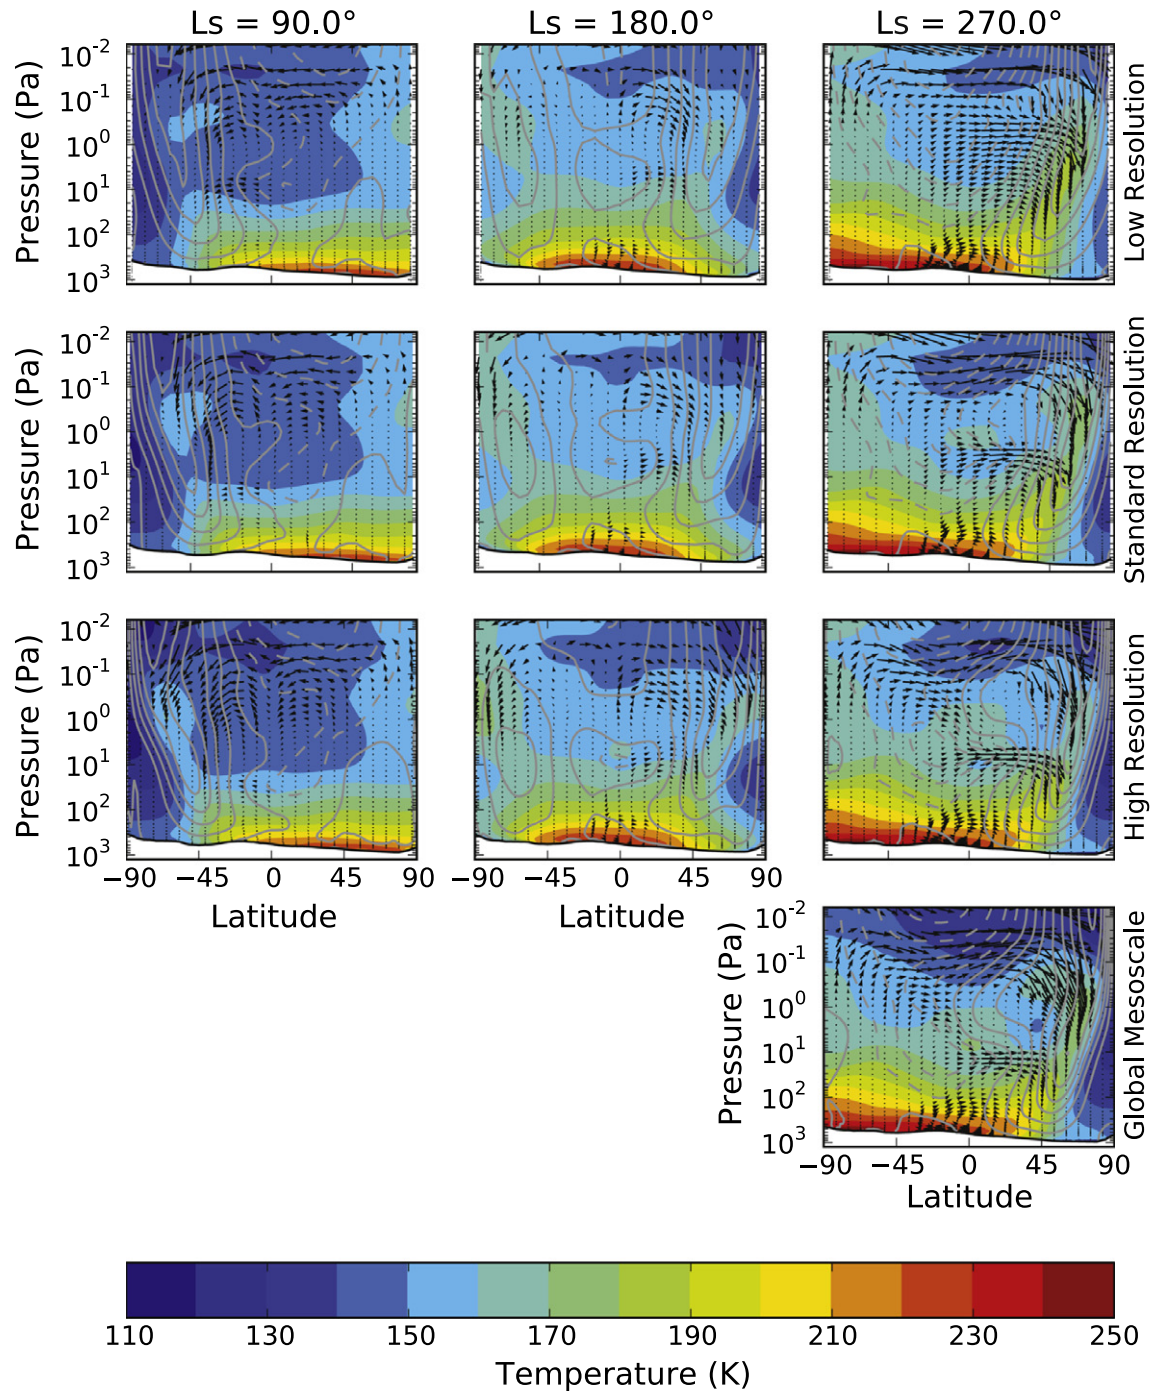 Ls = 90.0° Ls = 180.0° Ls = 270.0°
Pressure (Pa) 10⁻² 10⁻¹ 10⁰ 10¹ 10² 10³ Low Resolution
Pressure (Pa) 10⁻² 10⁻¹ 10⁰ 10¹ 10² 10³ Standard Resolution
Pressure (Pa) 10⁻² 10⁻¹ 10⁰ 10¹ 10² 10³ High Resolution
−90 −45 0 45 90 −90 −45 0 45 90
Latitude Latitude
Pressure (Pa) 10⁻² 10⁻¹ 10⁰ 10¹ 10² 10³ Global Mesoscale
−90 −45 0 45 90
Latitude
110 130 150 170 190 210 230 250
Temperature (K)